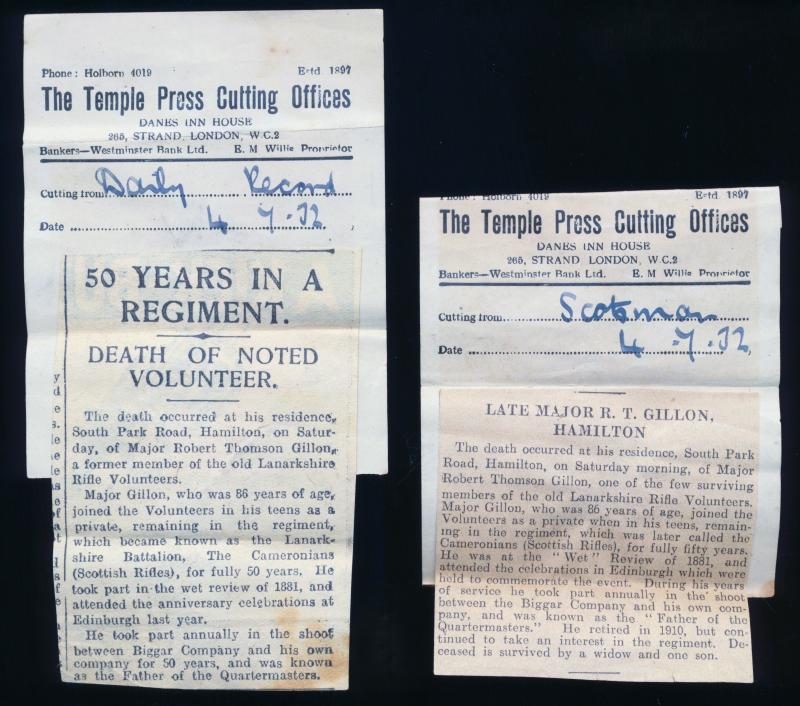 Phone: Holborn 4019 Estd 1897
The Temple Press Cutting Offices
DANES INN HOUSE
265, STRAND, LONDON, W.C.2
Bankers—Westminster Bank Ltd. E. M Willis Proprietor
Cutting from Daily Record
Date 4 . 7 . 32
50 YEARS IN A
REGIMENT.
DEATH OF NOTED
VOLUNTEER.
The death occurred at his residence,
South Park Road, Hamilton, on Satur-
day, of Major Robert Thomson Gillon,
a former member of the old Lanarkshire
Rifle Volunteers.
Major Gillon, who was 86 years of age,
joined the Volunteers in his teens as a
private, remaining in the regiment,
which became known as the Lanark-
shire Battalion, The Cameronians
(Scottish Rifles), for fully 50 years. He
took part in the wet review of 1881, and
attended the anniversary celebrations at
Edinburgh last year.
He took part annually in the shoot
between Biggar Company and his own
company for 50 years, and was known
as the Father of the Quartermasters.
Phone: Holborn 4019 Estd 1897
The Temple Press Cutting Offices
DANES INN HOUSE
265, STRAND LONDON, W.C.2
Bankers—Westminster Bank Ltd. E. M Willis Proprietor
Cutting from Scotsman
Date 4 . 7 . 32
LATE MAJOR R. T. GILLON,
HAMILTON
The death occurred at his residence, South Park
Road, Hamilton, on Saturday morning, of Major
Robert Thomson Gillon, one of the few surviving
members of the old Lanarkshire Rifle Volunteers.
Major Gillon, who was 86 years of age, joined the
Volunteers as a private when in his teens, remain-
ing in the regiment, which was later called the
Cameronians (Scottish Rifles), for fully fifty years.
He was at the "Wet" Review of 1881, and
attended the celebrations in Edinburgh which were
held to commemorate the event. During his years
of service he took part annually in the shoot
between the Biggar Company and his own com-
pany, and was known as the "Father of the
Quartermasters." He retired in 1910, but con-
tinued to take an interest in the regiment. De-
ceased is survived by a widow and one son.